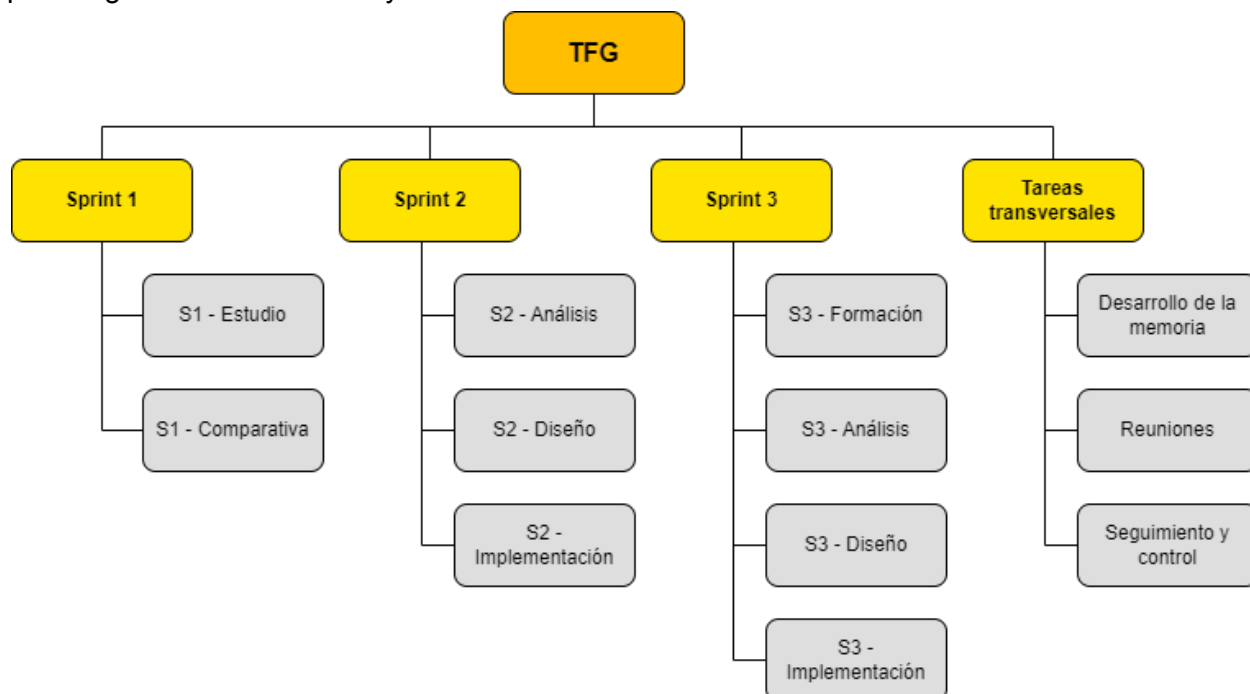 TFG
Sprint 1
Sprint 2
Sprint 3
Tareas
transversales
S1 - Estudio
S1 - Comparativa
S2 - Análisis
S2 - Diseño
S2 -
Implementación
S3 - Formación
S3 - Análisis
S3 - Diseño
S3 -
Implementación
Desarrollo de la
memoria
Reuniones
Seguimiento y
control